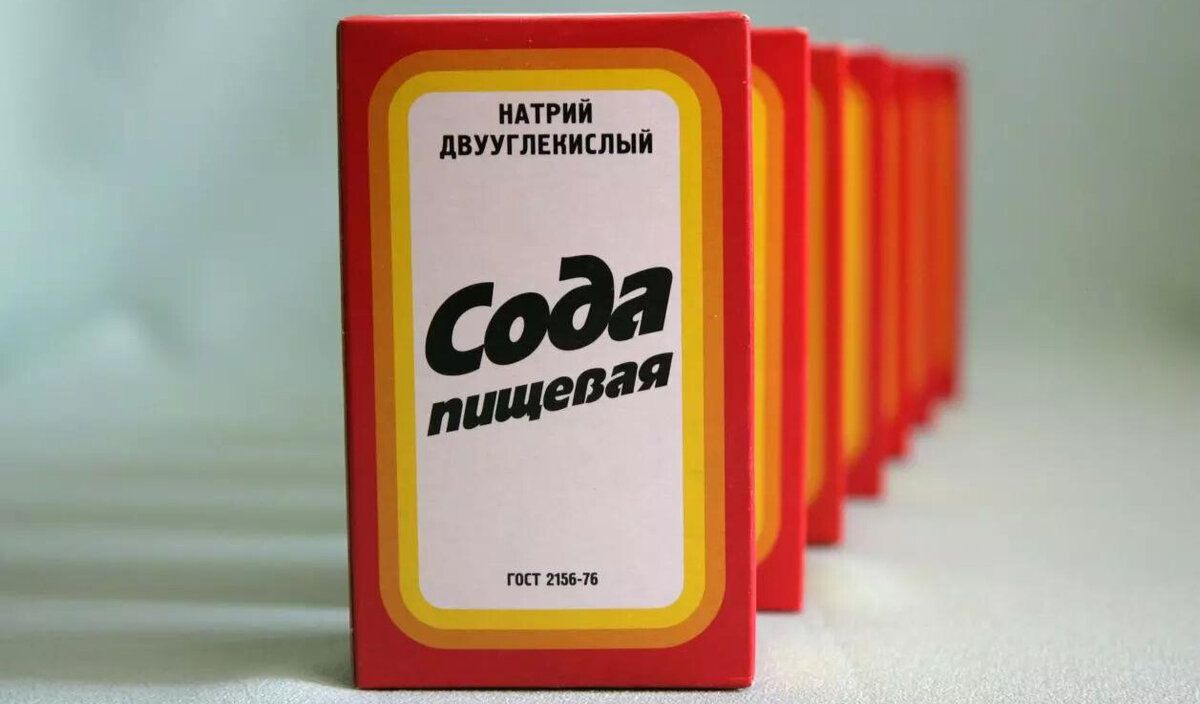 НАТРИЙ
ДВУУГЛЕКИСЛЫЙ
Сода
пищевая
ГОСТ 2156-76